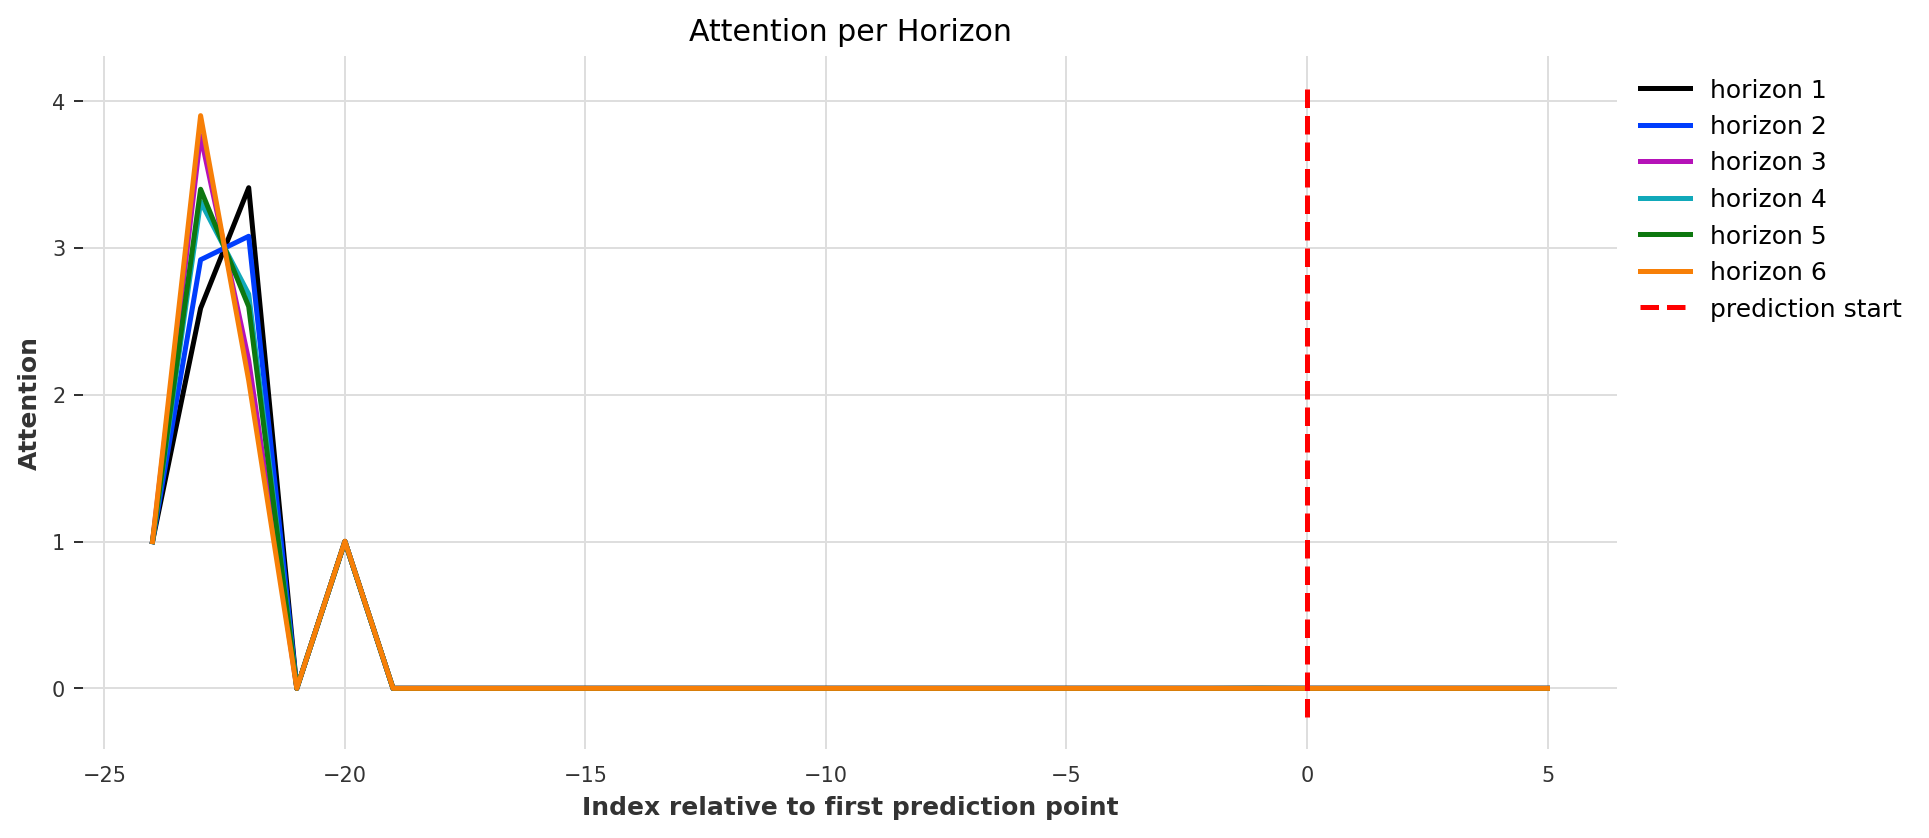 Attention per Horizon
4
3
2
1
0
Attention
−25
−20
−15
−10
−5
0
5
Index relative to first prediction point
horizon 1
horizon 2
horizon 3
horizon 4
horizon 5
horizon 6
prediction start